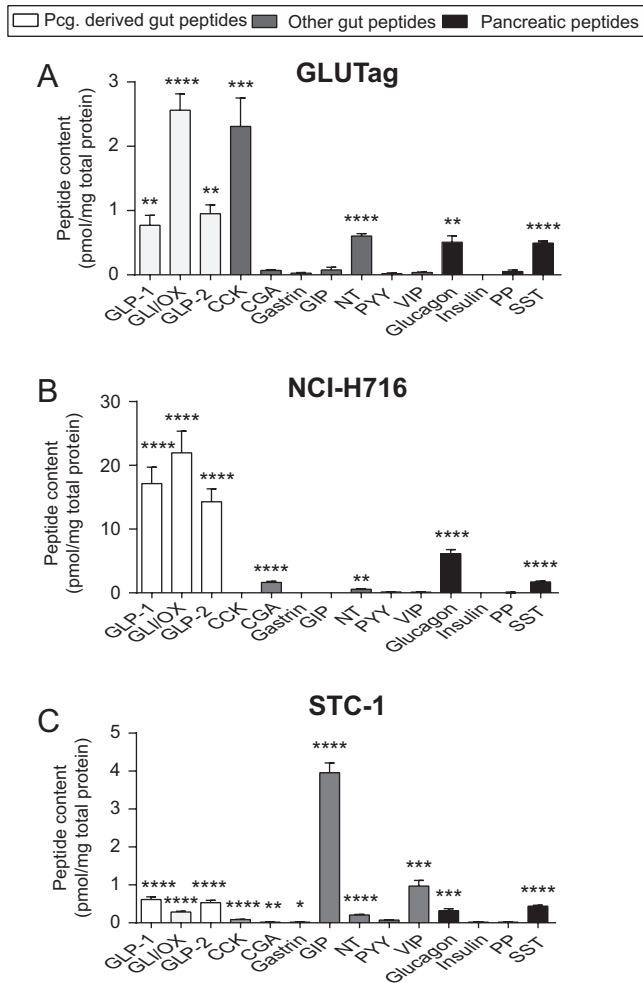 Pcg. derived gut peptides Other gut peptides Pancreatic peptides
A GLUTag
Peptide content
(pmol/mg total protein)
3
2
1
0
** **** ** *** **** ** ****
GLP-1 GLI/OX GLP-2 CCK CGA Gastrin GIP NT PYY VIP Glucagon Insulin PP SST
B NCI-H716
Peptide content
(pmol/mg total protein)
30
20
10
0
**** **** **** **** ** **** ****
GLP-1 GLI/OX GLP-2 CCK CGA Gastrin GIP NT PYY VIP Glucagon Insulin PP SST
C STC-1
Peptide content
(pmol/mg total protein)
5
4
3
2
1
0
**** **** **** **** ** * **** **** *** *** ****
GLP-1 GLI/OX GLP-2 CCK CGA Gastrin GIP NT PYY VIP Glucagon Insulin PP SST